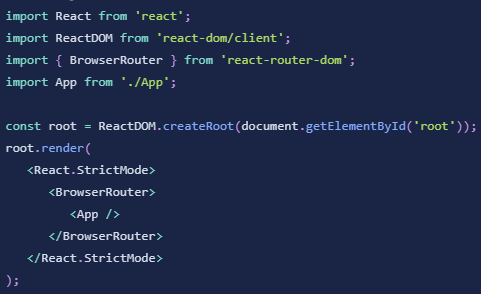 import React from 'react';
import ReactDOM from 'react-dom/client';
import { BrowserRouter } from 'react-router-dom';
import App from './App';

const root = ReactDOM.createRoot(document.getElementById('root'));
root.render(
   <React.StrictMode>
      <BrowserRouter>
         <App />
      </BrowserRouter>
   </React.StrictMode>
);